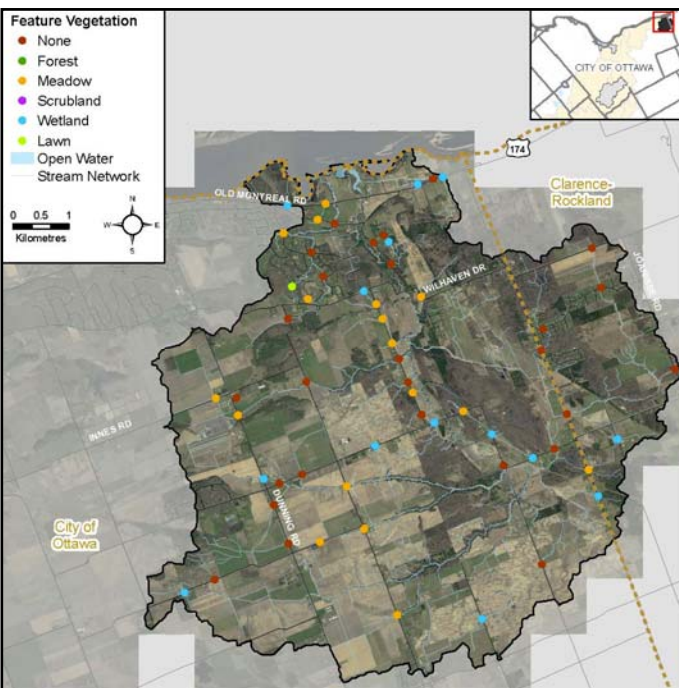 Feature Vegetation
None
Forest
Meadow
Scrubland
Wetland
Lawn
Open Water
Stream Network
0 0.5 1
Kilometres
N
W E
S
CITY OF OTTAWA
174
OLD MONTREAL RD
Clarence-
Rockland
WILHAVEN DR
INNES RD
DUNNING RD
City of
Ottawa